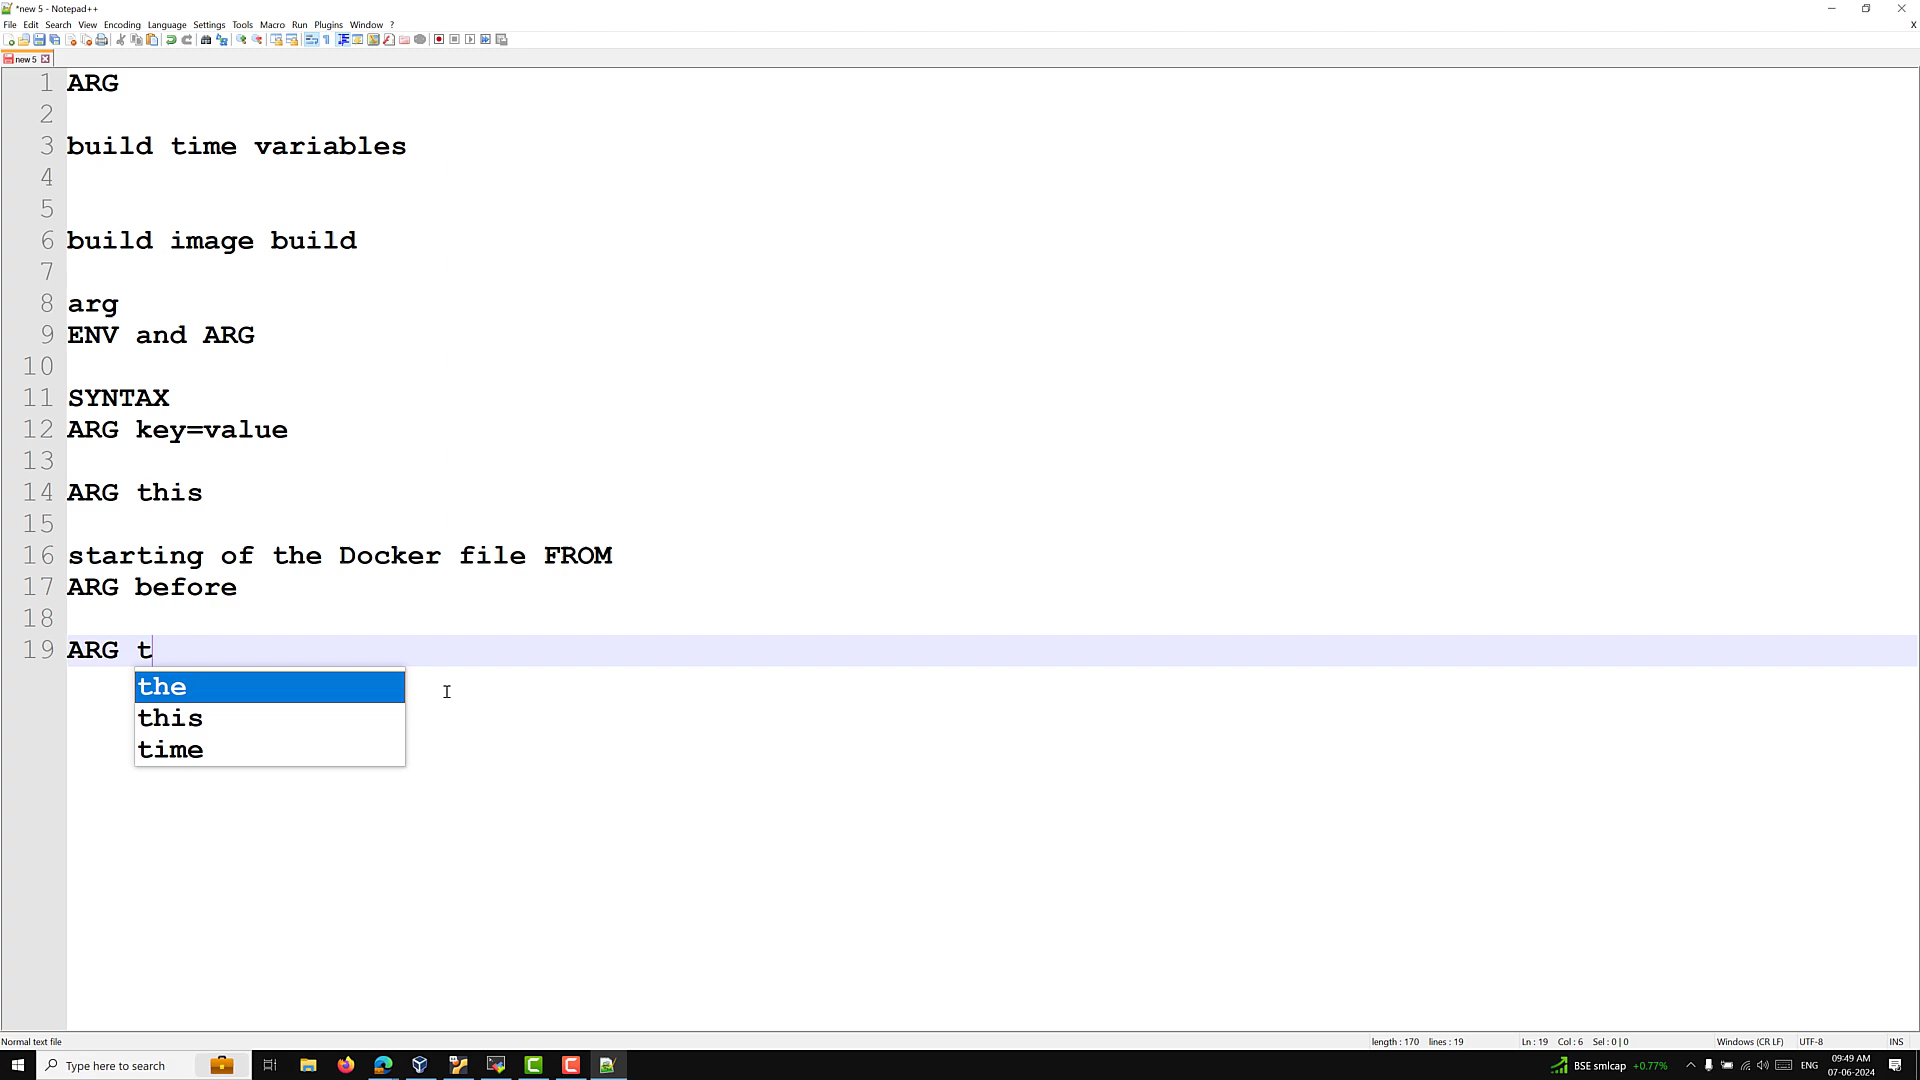 *new 5 - Notepad++
File Edit Search View Encoding Language Settings Tools Macro Run Plugins Window ?
X
new 5
1 ARG
2
3 build time variables
4
5
6 build image build
7
8 arg
9 ENV and ARG
10
11 SYNTAX
12 ARG key=value
13
14 ARG this
15
16 starting of the Docker file FROM
17 ARG before
18
19 ARG t
the
this
time
Normal text file length : 170 lines : 19 Ln : 19 Col : 6 Sel : 0 | 0 Windows (CR LF) UTF-8 INS
Type here to search BSE smlcap +0.77% ENG 09:49 AM
07-06-2024